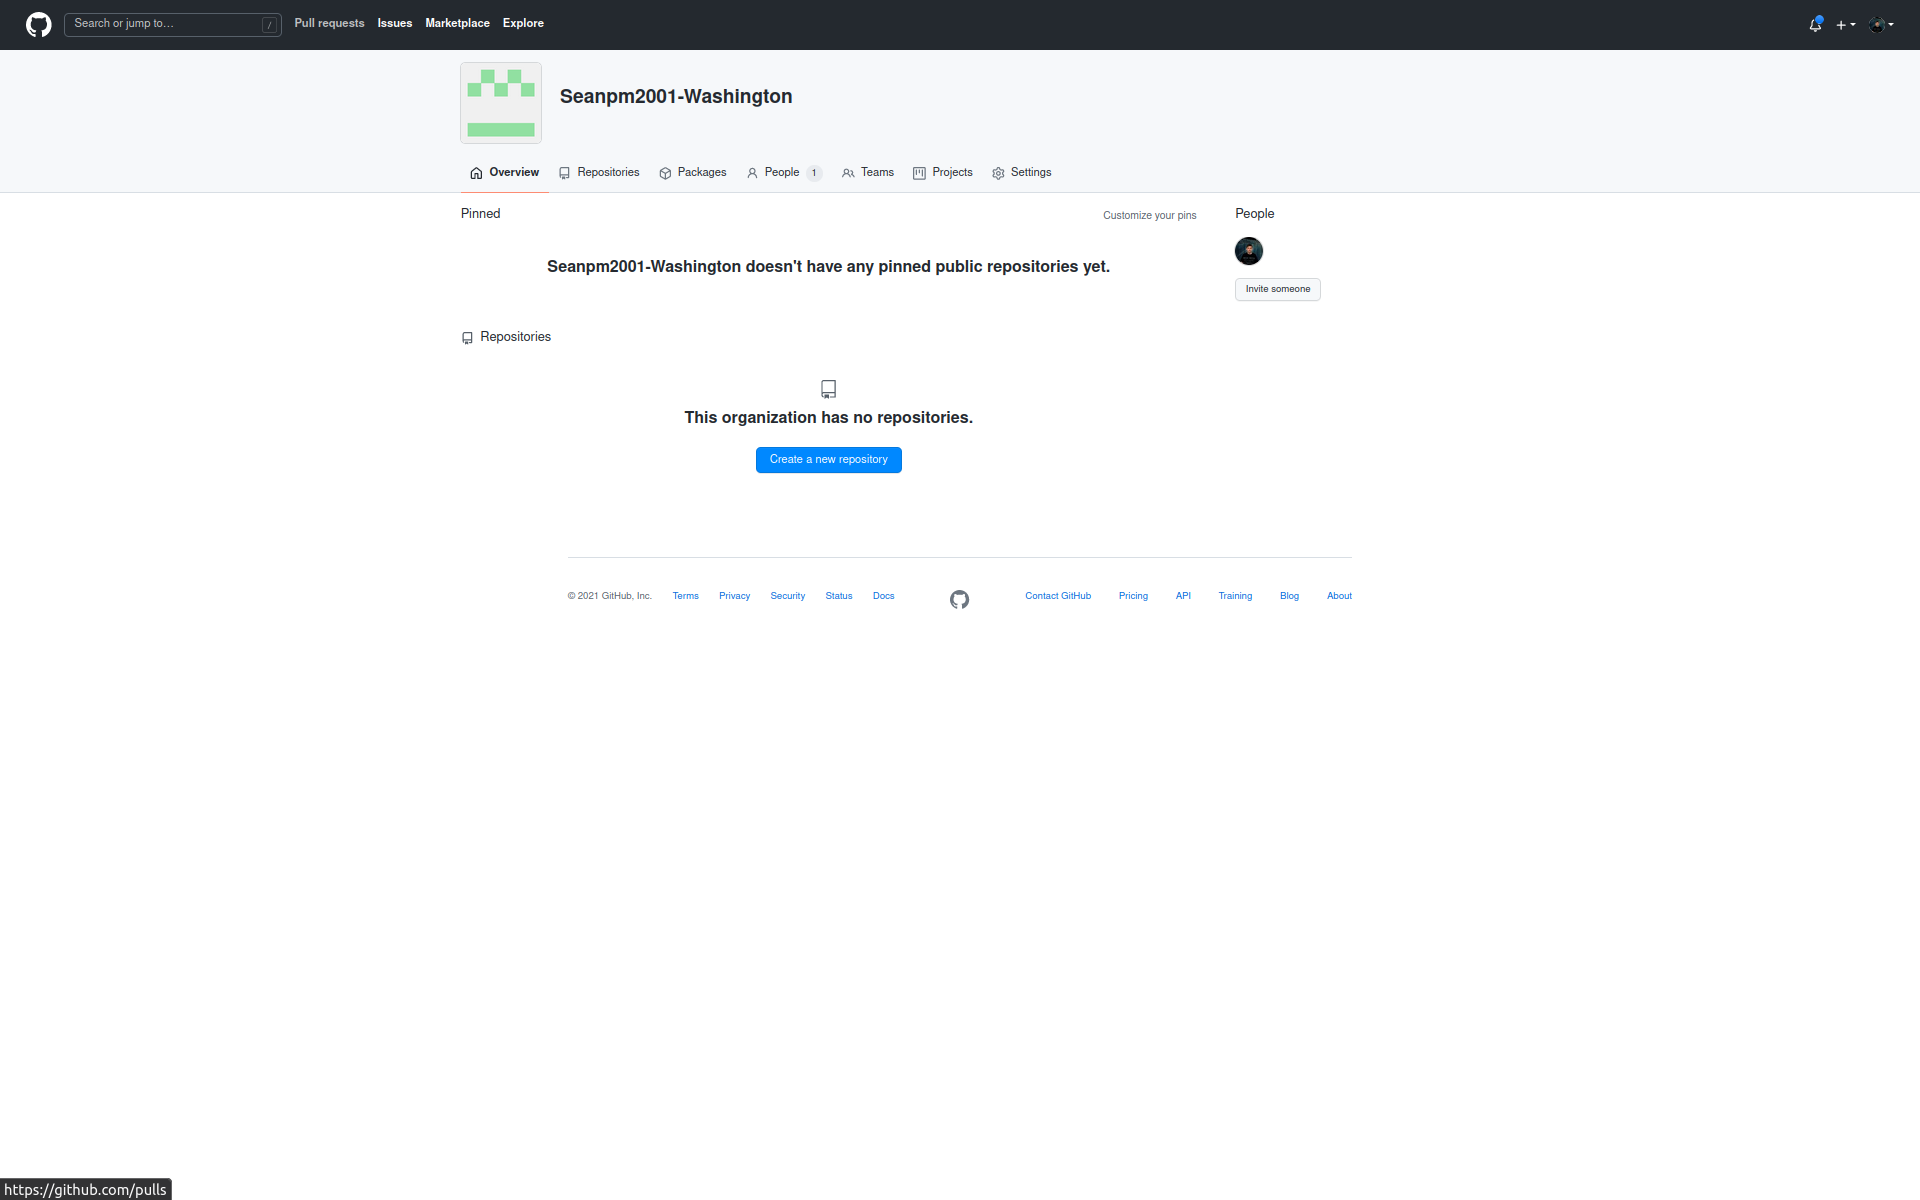 Search or jump to… / Pull requests Issues Marketplace Explore
Seanpm2001-Washington
Overview Repositories Packages People 1 Teams Projects Settings
Pinned Customize your pins People
Seanpm2001-Washington doesn't have any pinned public repositories yet.
Invite someone
Repositories
This organization has no repositories.
Create a new repository
© 2021 GitHub, Inc. Terms Privacy Security Status Docs Contact GitHub Pricing API Training Blog About
https://github.com/pulls